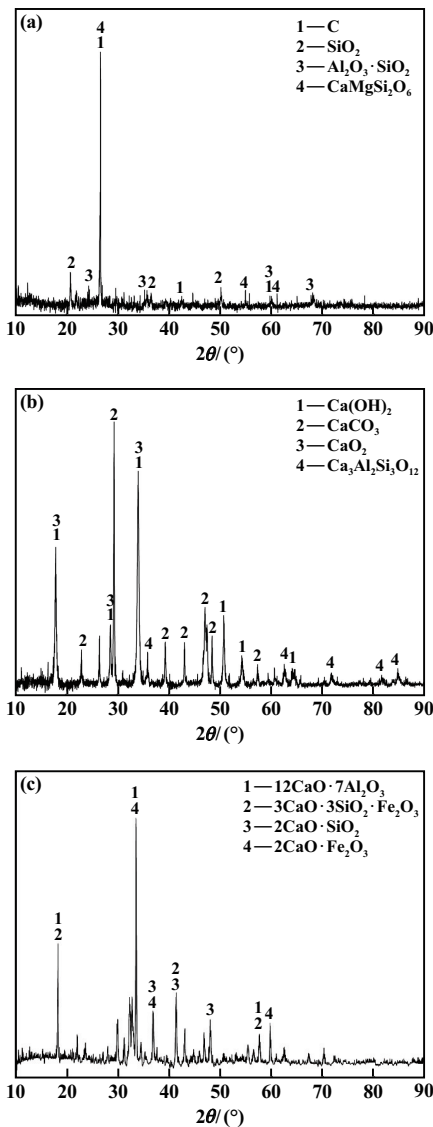 (a)
1—C
2—SiO₂
3—Al₂O₃·SiO₂
4—CaMgSi₂O₆
4
1
2
3
3
2
1
2
4
3
1
4
3
10 20 30 40 50 60 70 80 90
2θ/(°)
(b)
1—Ca(OH)₂
2—CaCO₃
3—CaO₂
4—Ca₃Al₂Si₃O₁₂
3
1
2
3
1
2
3
1
4
2
2
2
2
1
1
2
4
1
4
4
4
10 20 30 40 50 60 70 80 90
2θ/(°)
(c)
1—12CaO·7Al₂O₃
2—3CaO·3SiO₂·Fe₂O₃
3—2CaO·SiO₂
4—2CaO·Fe₂O₃
1
2
1
4
3
4
2
3
3
1
2
4
10 20 30 40 50 60 70 80 90
2θ/(°)